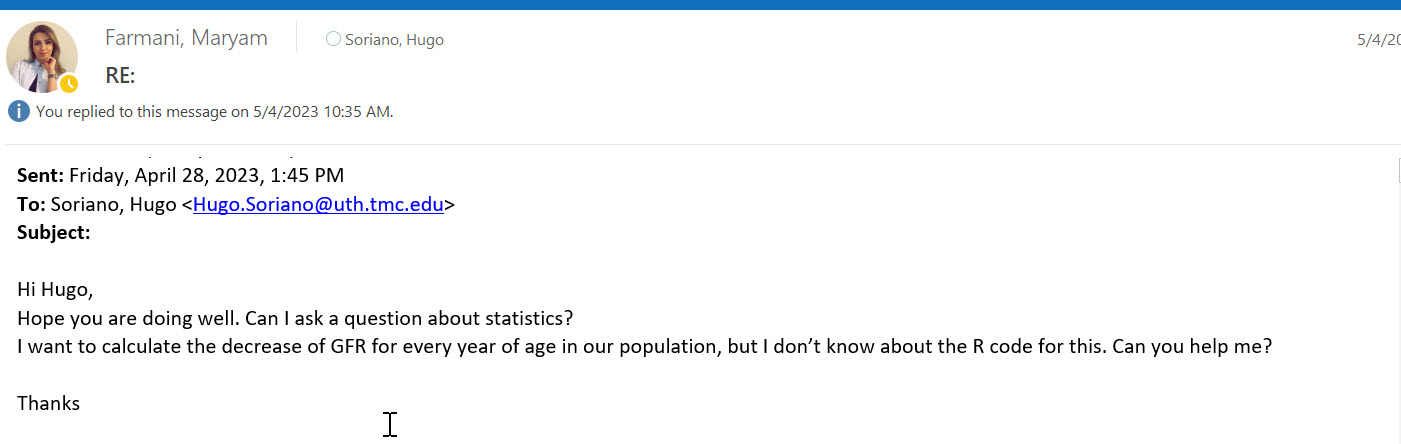 Farmani, Maryam
Soriano, Hugo
5/4/20
RE:
You replied to this message on 5/4/2023 10:35 AM.
Sent: Friday, April 28, 2023, 1:45 PM
To: Soriano, Hugo <Hugo.Soriano@uth.tmc.edu>
Subject:
Hi Hugo,
Hope you are doing well. Can I ask a question about statistics?
I want to calculate the decrease of GFR for every year of age in our population, but I don’t know about the R code for this. Can you help me?
Thanks